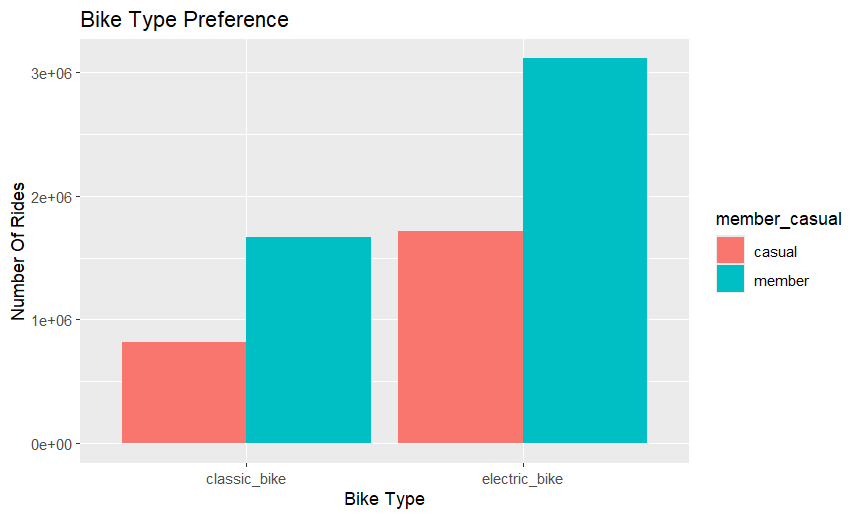 Bike Type Preference
Number Of Rides
3e+06
2e+06
1e+06
0e+00
classic_bike
electric_bike
Bike Type
member_casual
casual
member